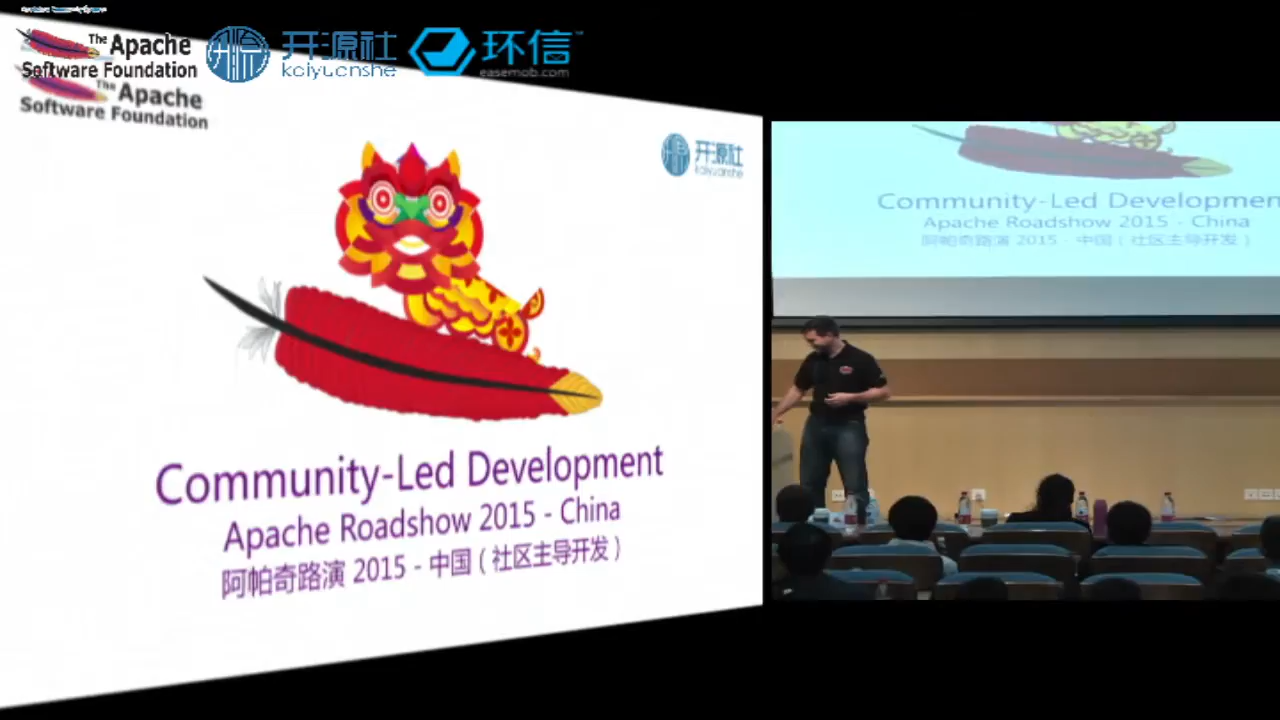 The Apache
Software Foundation
开源社
kaiyuanshe
环信
easemob.com
The Apache
Software Foundation
开源社
kaiyuanshe
Community-Led Development
Apache Roadshow 2015 - China
阿帕奇路演 2015 - 中国（社区主导开发）
Community-Led Developmen
Apache Roadshow 2015 - China
阿帕奇路演 2015 - 中国（社区主导开发）